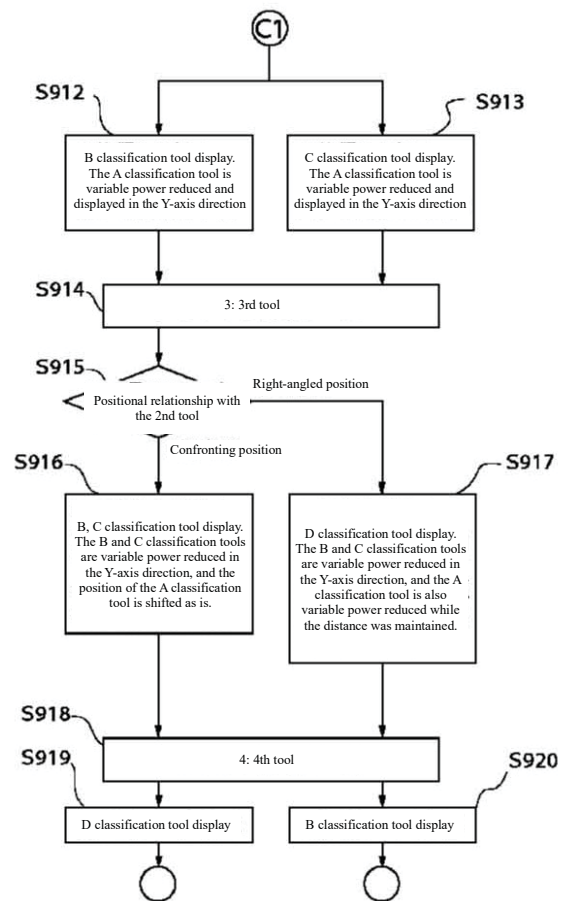 C1
S912
S913
B classification tool display.
The A classification tool is
variable power reduced and
displayed in the Y-axis direction
C classification tool display.
The A classification tool is
variable power reduced and
displayed in the Y-axis direction
S914
3: 3rd tool
S915
Right-angled position
Positional relationship with
the 2nd tool
Confronting position
S916
S917
B, C classification tool display.
The B and C classification tools
are variable power reduced in
the Y-axis direction, and the
position of the A classification
tool is shifted as is.
D classification tool display.
The B and C classification tools
are variable power reduced in
the Y-axis direction, and the A
classification tool is also
variable power reduced while
the distance was maintained.
S918
4: 4th tool
S919
S920
D classification tool display
B classification tool display